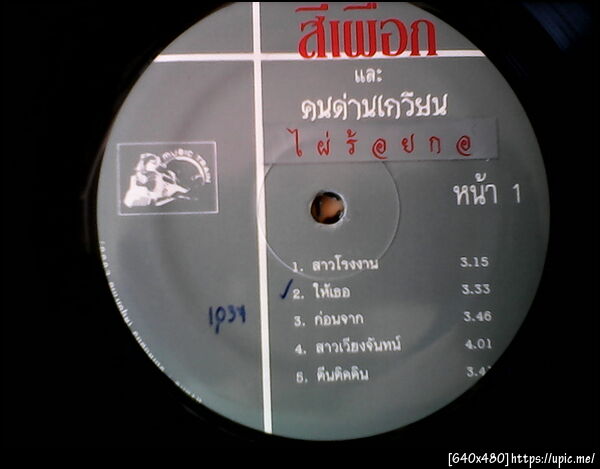 สีเผือก
และ
คนด่านเกวียน
ไผ่ร้อยกอ
MUSIC TRAIN
หน้า 1
1. สาวโรงงาน 3.15
✓2. ให้เธอ 3.33
3. ก่อนจาก 3.46
4. สาวเวียงจันทน์ 4.01
5. ตีนติดดิน
[640x480]https://upic.me/